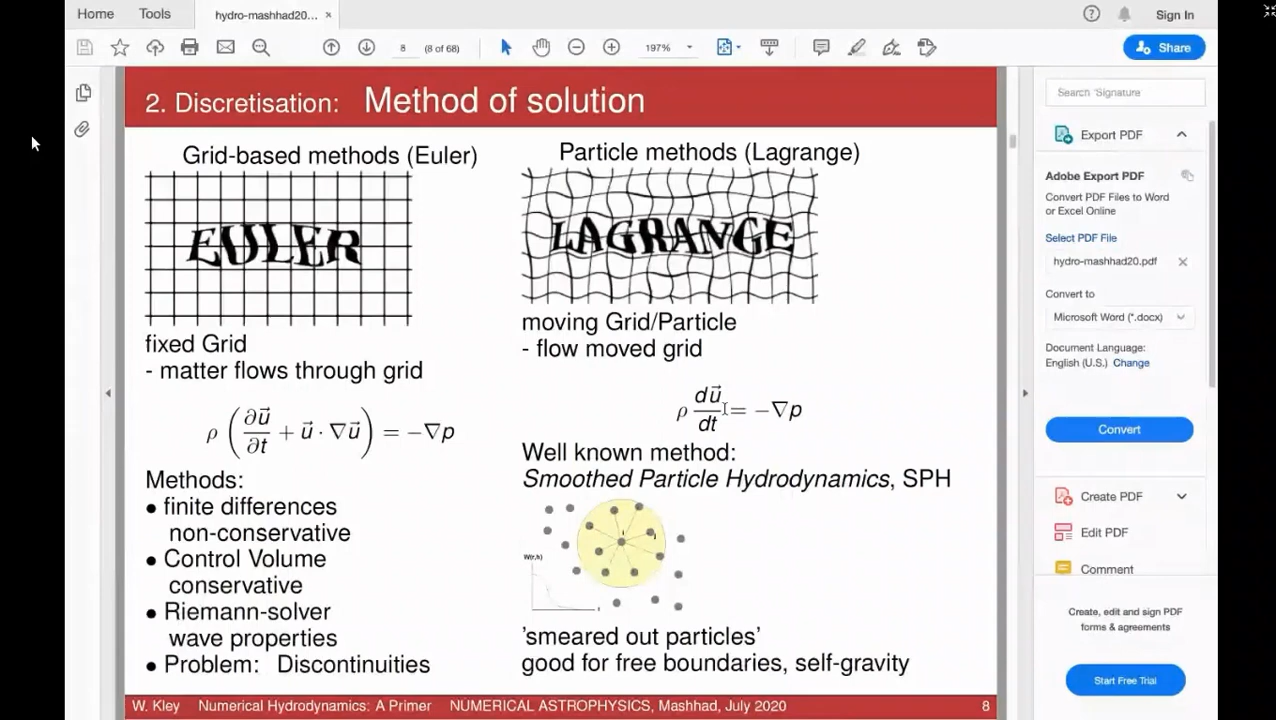 Home
Tools
hydro-mashhad20... ×
Sign In
8
(8 of 68)
197%
Share
2. Discretisation: Method of solution
Grid-based methods (Euler)
EULER
fixed Grid
- matter flows through grid
ρ (∂u⃗/∂t + u⃗ · ∇u⃗) = −∇p
Methods:
• finite differences
non-conservative
• Control Volume
conservative
• Riemann-solver
wave properties
• Problem: Discontinuities
Particle methods (Lagrange)
LAGRANGE
moving Grid/Particle
- flow moved grid
ρ du⃗/dt = −∇p
Well known method:
Smoothed Particle Hydrodynamics, SPH
W(r,h)
'smeared out particles'
good for free boundaries, self-gravity
W. Kley Numerical Hydrodynamics: A Primer NUMERICAL ASTROPHYSICS, Mashhad, July 2020 8
Search 'Signature
Export PDF
Adobe Export PDF
Convert PDF Files to Word
or Excel Online
Select PDF File
hydro-mashhad20.pdf ×
Convert to
Microsoft Word (*.docx)
Document Language:
English (U.S.) Change
Convert
Create PDF
Edit PDF
Comment
Create, edit and sign PDF
forms & agreements
Start Free Trial